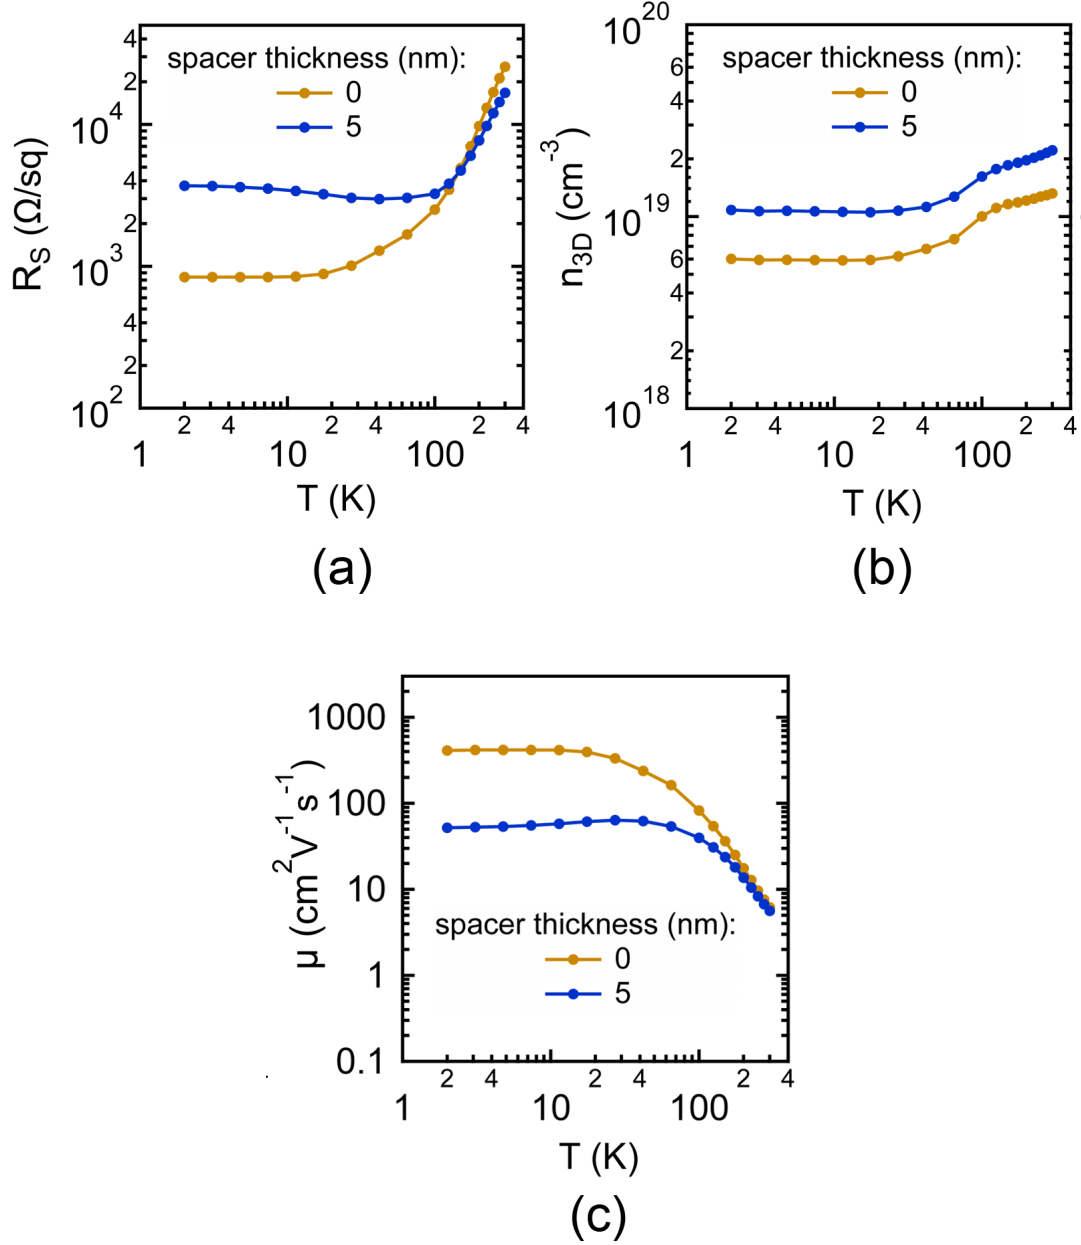 spacer thickness (nm):
0
5
4
2
10^4
4
2
10^3
4
2
10^2
R_S (Ω/sq)
2 4 2 4 2 4
1 10 100
T (K)
(a)
spacer thickness (nm):
0
5
10^20
6
4
2
10^19
6
4
2
10^18
n_3D (cm^-3)
2 4 2 4 2 4
1 10 100
T (K)
(b)
1000
100
10
1
0.1
μ (cm^2V^-1s^-1)
spacer thickness (nm):
0
5
2 4 2 4 2 4
1 10 100
T (K)
(c)